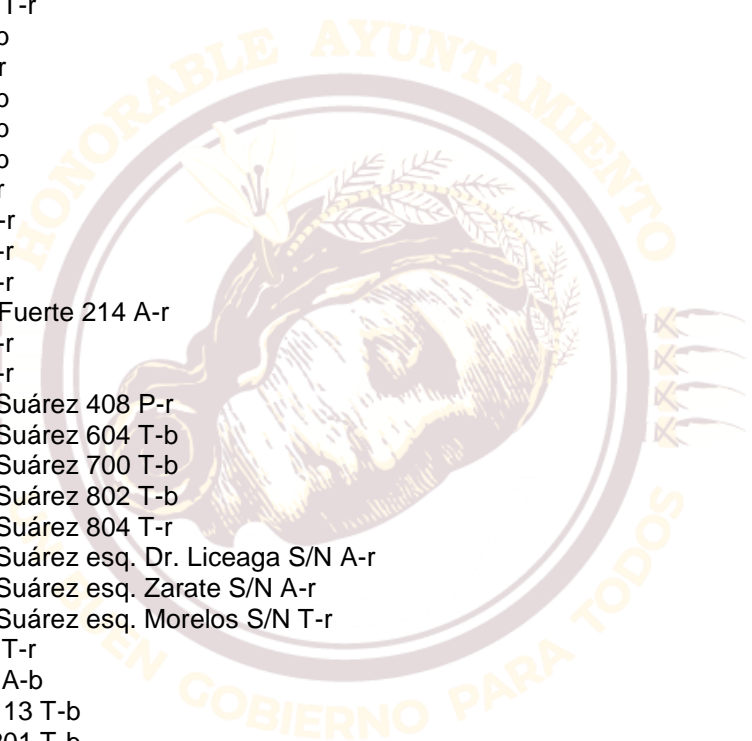 T-r
o
r
o
o
o
r
-r
-r
-r
Fuerte 214 A-r
-r
-r
Suárez 408 P-r
Suárez 604 T-b
Suárez 700 T-b
Suárez 802 T-b
Suárez 804 T-r
Suárez esq. Dr. Liceaga S/N A-r
Suárez esq. Zarate S/N A-r
Suárez esq. Morelos S/N T-r
T-r
A-b
13 T-b
HONORABLE AYUNTAMIENTO
BUEN GOBIERNO PARA TODOS